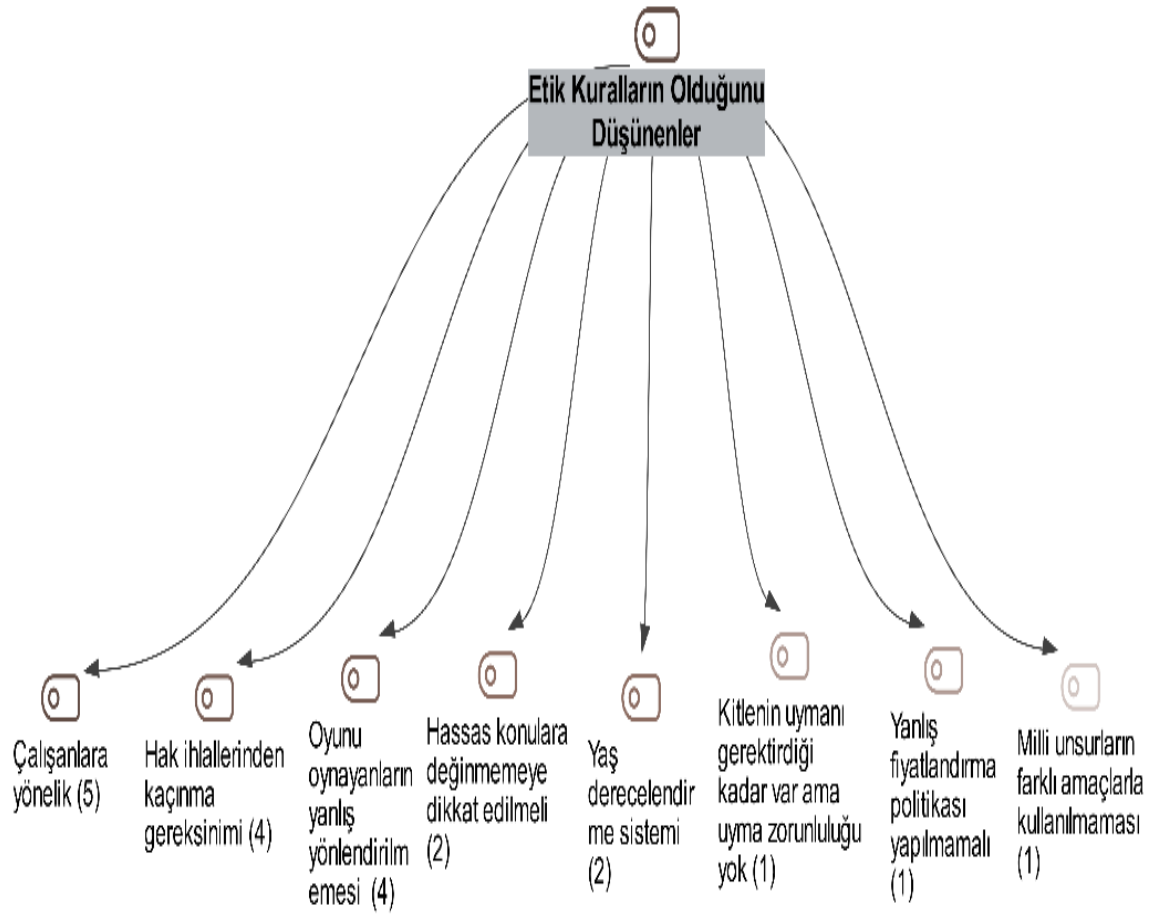 Etik Kuralların Olduğunu
Düşünenler
Çalışanlara
yönelik (5)
Hak ihlallerinden
kaçınma
gereksinimi (4)
Oyunu
oynayanların
yanlış
yönlendirilm
emesi (4)
Hassas konulara
değinmemeye
dikkat edilmeli
(2)
Yaş
derecelendir
me sistemi
(2)
Kitlenin uymanı
gerektirdiği
kadar var ama
uyma zorunluluğu
yok (1)
Yanlış
fiyatlandırma
politikası
yapılmamalı
(1)
Milli unsurların
farklı amaçlarla
kullanılmaması
(1)